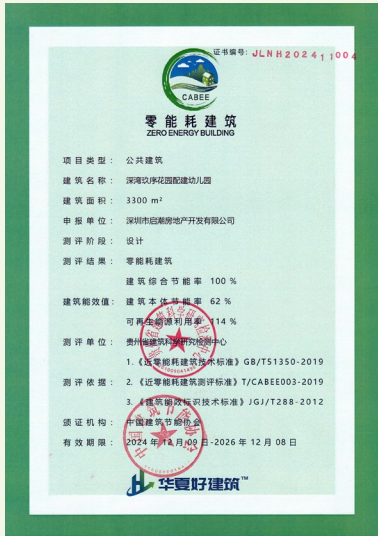 证书编号: JLNH202411004
CABEE
零能耗建筑
ZERO ENERGY BUILDING
项目类型: 公共建筑
建筑名称: 深湾玖序花园配建幼儿园
建筑面积: 3300 m²
申报单位: 深圳市启潮房地产开发有限公司
测评阶段: 设计
测评结果: 零能耗建筑
建筑综合节能率 100 %
建筑能效值: 建筑本体节能率 62 %
可再生能源利用率 114 %
测评单位: 贵州省建筑科学研究检测中心
1.《近零能耗建筑技术标准》GB/T51350-2019
测评依据: 2.《近零能耗建筑测评标准》T/CABEE003-2019
3.《建筑能效标识技术标准》JGJ/T288-2012
颁证机构: 中国建筑节能协会
有效期限: 2024年12月09日-2026年12月08日
华夏好建筑™